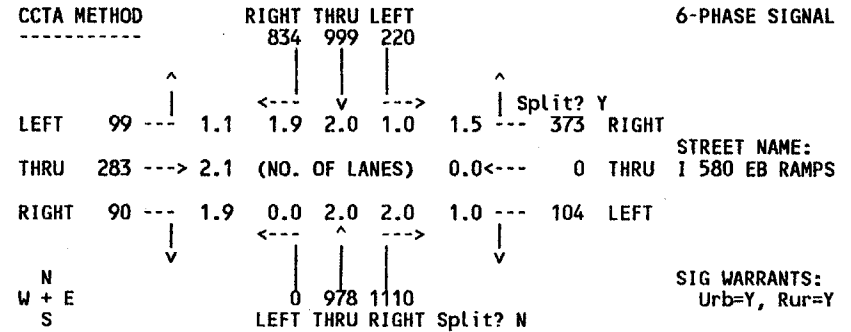 CCTA METHOD RIGHT THRU LEFT 6-PHASE SIGNAL
----------- 834 999 220
^ ^
<--- v ---> | Split? Y
LEFT 99 --- 1.1 1.9 2.0 1.0 1.5 --- 373 RIGHT
STREET NAME:
THRU 283 ---> 2.1 (NO. OF LANES) 0.0<--- 0 THRU I 580 EB RAMPS
RIGHT 90 --- 1.9 0.0 2.0 2.0 1.0 --- 104 LEFT
<--- ^ --->
v v
N SIG WARRANTS:
W + E 0 978 1110 Urb=Y, Rur=Y
S LEFT THRU RIGHT Split? N